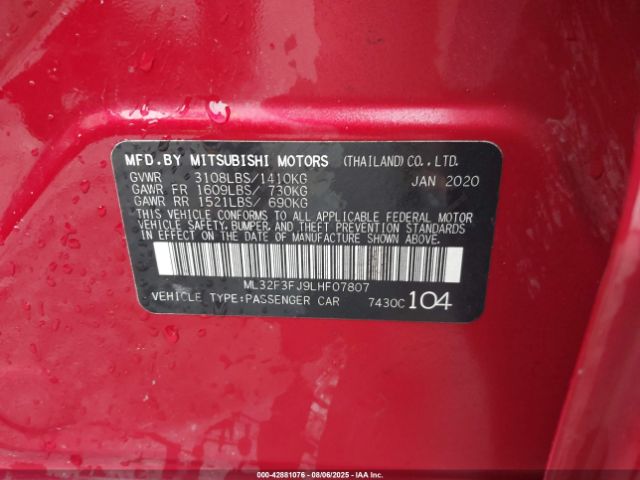 MFD.BY MITSUBISHI MOTORS (THAILAND)CO.,LTD.
GVWR 3108LBS/1410KG JAN 2020
GAWR FR 1609LBS/ 730KG
GAWR RR 1521LBS/ 690KG
THIS VEHICLE CONFORMS TO ALL APPLICABLE FEDERAL MOTOR
VEHICLE SAFETY, BUMPER, AND THEFT PREVENTION STANDARDS
IN EFFECT ON THE DATE OF MANUFACTURE SHOWN ABOVE.
ML32F3FJ9LHF07807
VEHICLE TYPE:PASSENGER CAR 7430C 104
000-42881076 - 08/06/2025 - IAAI.COM